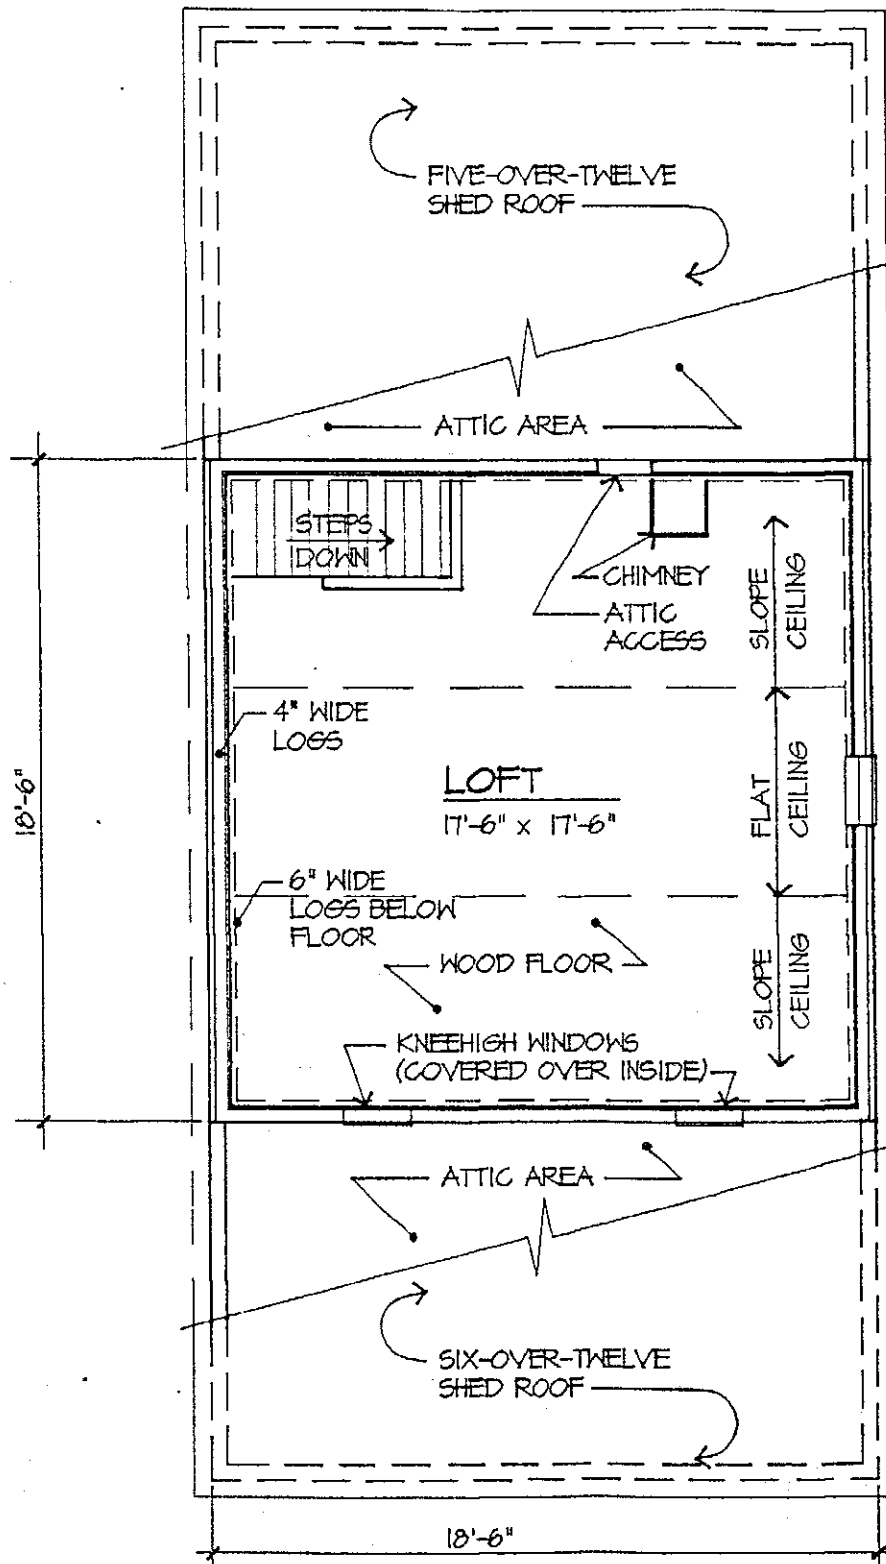 FIVE-OVER-TWELVE
SHED ROOF
ATTIC AREA
STEPS
DOWN
CHIMNEY
ATTIC
ACCESS
SLOPE
CEILING
4" WIDE
LOGS
LOFT
17'-6" x 17'-6"
FLAT
CEILING
18'-6"
6" WIDE
LOGS BELOW
FLOOR
WOOD FLOOR
SLOPE
CEILING
KNEEHIGH WINDOWS
(COVERED OVER INSIDE)
ATTIC AREA
SIX-OVER-TWELVE
SHED ROOF
18'-6"